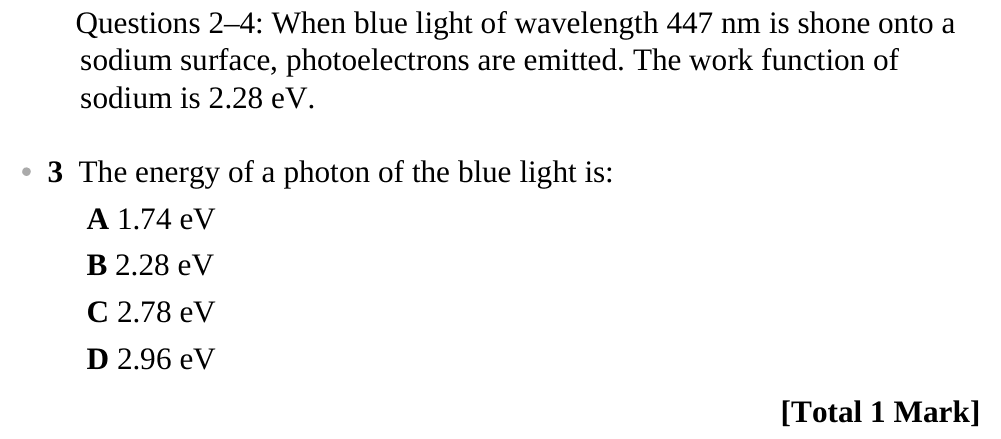 Questions 2–4: When blue light of wavelength 447 nm is shone onto a
sodium surface, photoelectrons are emitted. The work function of
sodium is 2.28 eV.
• 3 The energy of a photon of the blue light is:
A 1.74 eV
B 2.28 eV
C 2.78 eV
D 2.96 eV
[Total 1 Mark]